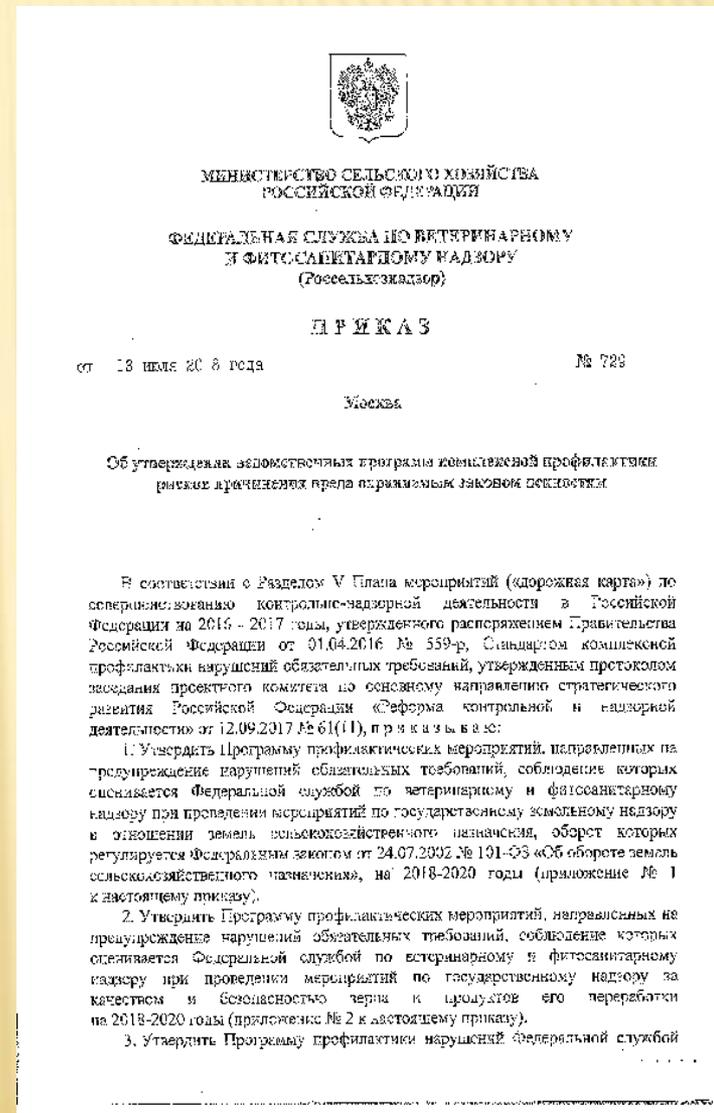 МИНИСТЕРСТВО СЕЛЬСКОГО ХОЗЯЙСТВА
РОССИЙСКОЙ ФЕДЕРАЦИИ
ФЕДЕРАЛЬНАЯ СЛУЖБА ПО ВЕТЕРИНАРНОМУ
И ФИТОСАНИТАРНОМУ НАДЗОРУ
(Россельхознадзор)
ПРИКАЗ
от 13 июля 2018 года № 729
Москва
Об утверждении ведомственных программ комплексной профилактики
рисков причинения вреда охраняемым законом ценностям
В соответствии с Разделом V Плана мероприятий («дорожная карта») по
совершенствованию контрольно-надзорной деятельности в Российской
Федерации на 2016 - 2017 годы, утвержденного распоряжением Правительства
Российской Федерации от 01.04.2016 № 559-р, Стандартом комплексной
профилактики нарушений обязательных требований, утвержденным протоколом
заседания проектного комитета по основному направлению стратегического
развития Российской Федерации «Реформа контрольной и надзорной
деятельности» от 12.09.2017 № 61(11), п р и к а з ы в а ю:
1. Утвердить Программу профилактических мероприятий, направленных на
предупреждение нарушений обязательных требований, соблюдение которых
оценивается Федеральной службой по ветеринарному и фитосанитарному
надзору при проведении мероприятий по государственному земельному надзору
в отношении земель сельскохозяйственного назначения, оборот которых
регулируется Федеральным законом от 24.07.2002 № 101-ФЗ «Об обороте земель
сельскохозяйственного назначения», на 2018-2020 годы (приложение № 1
к настоящему приказу).
2. Утвердить Программу профилактических мероприятий, направленных на
предупреждение нарушений обязательных требований, соблюдение которых
оценивается Федеральной службой по ветеринарному и фитосанитарному
надзору при проведении мероприятий по государственному надзору за
качеством и безопасностью зерна и продуктов его переработки
на 2018-2020 годы (приложение № 2 к настоящему приказу).
3. Утвердить Программу профилактики нарушений Федеральной службой